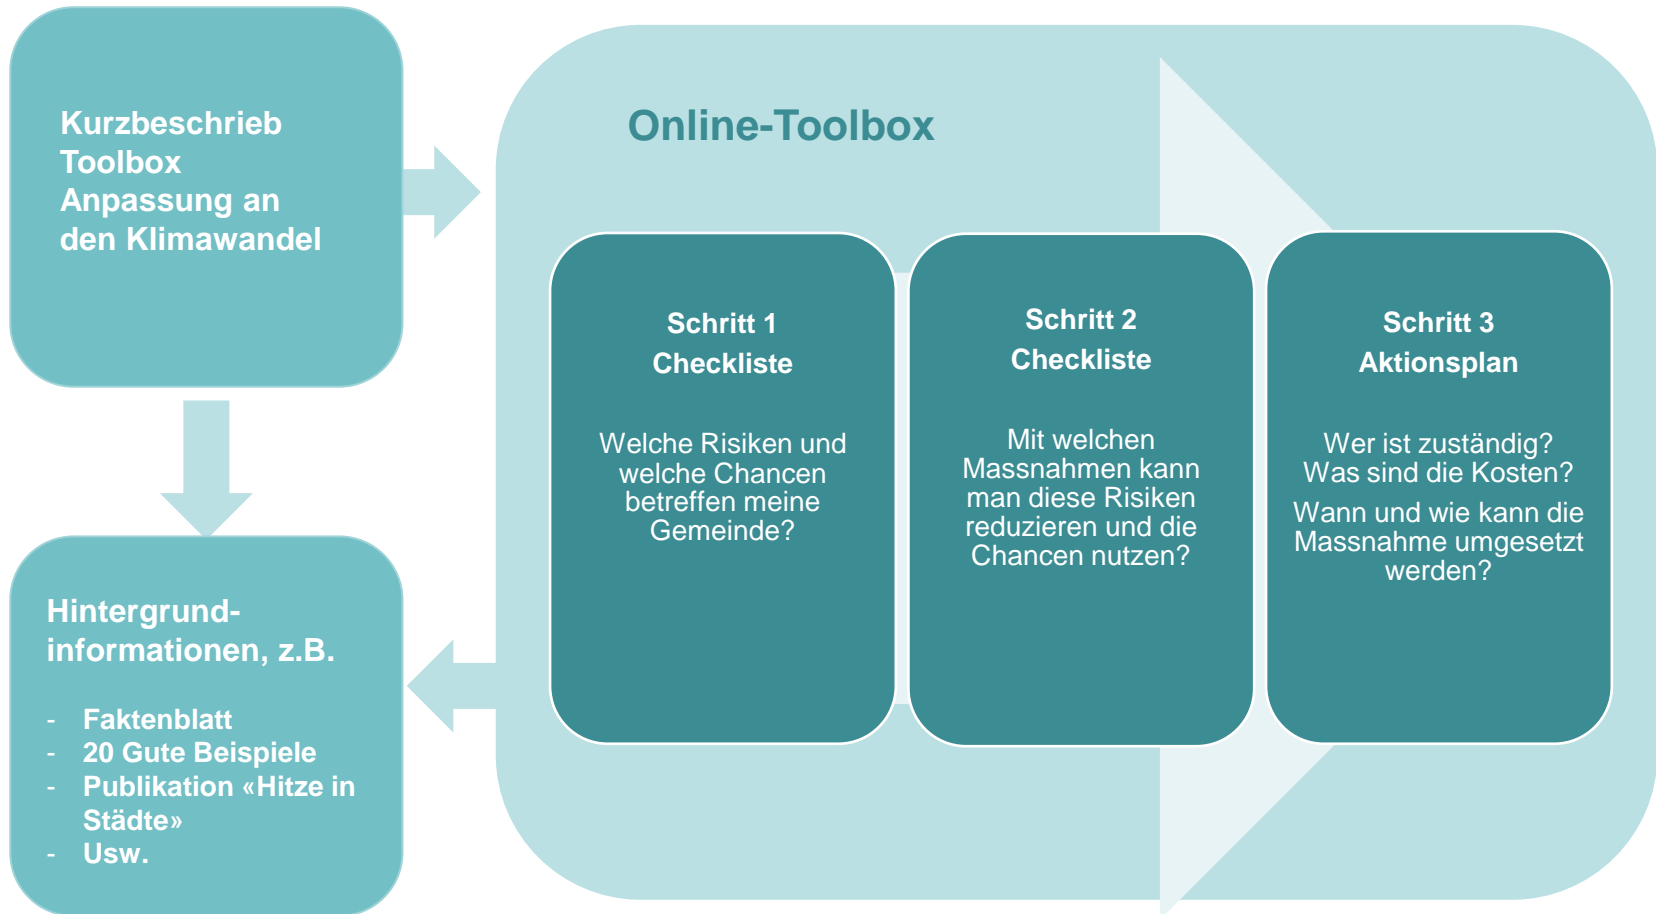 Kurzbeschrieb
Toolbox
Anpassung an
den Klimawandel
Hintergrund-
informationen, z.B.
- Faktenblatt
- 20 Gute Beispiele
- Publikation «Hitze in
Städte»
- Usw.
Online-Toolbox
Schritt 1
Checkliste
Welche Risiken und
welche Chancen
betreffen meine
Gemeinde?
Schritt 2
Checkliste
Mit welchen
Massnahmen kann
man diese Risiken
reduzieren und die
Chancen nutzen?
Schritt 3
Aktionsplan
Wer ist zuständig?
Was sind die Kosten?
Wann und wie kann die
Massnahme umgesetzt
werden?